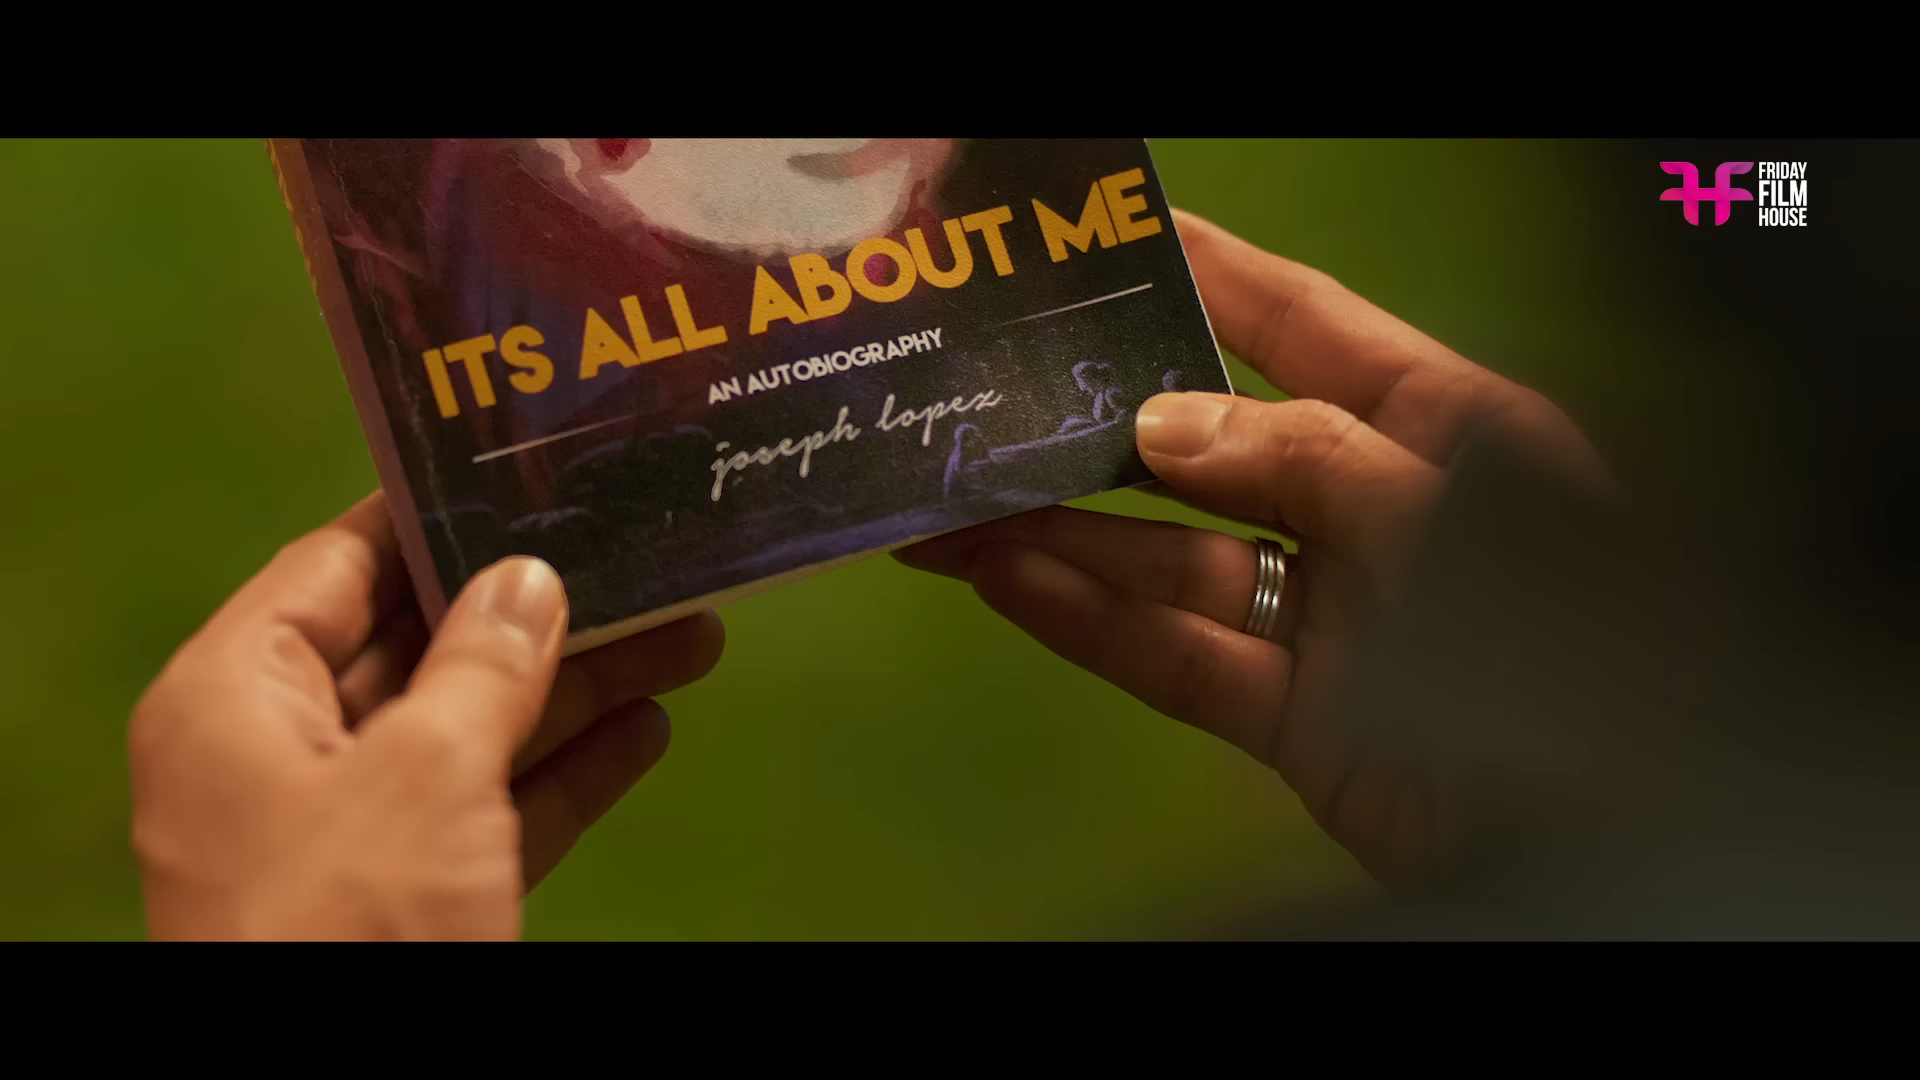 ITS ALL ABOUT ME
AN AUTOBIOGRAPHY
joseph lopez
FRIDAY
FILM
HOUSE